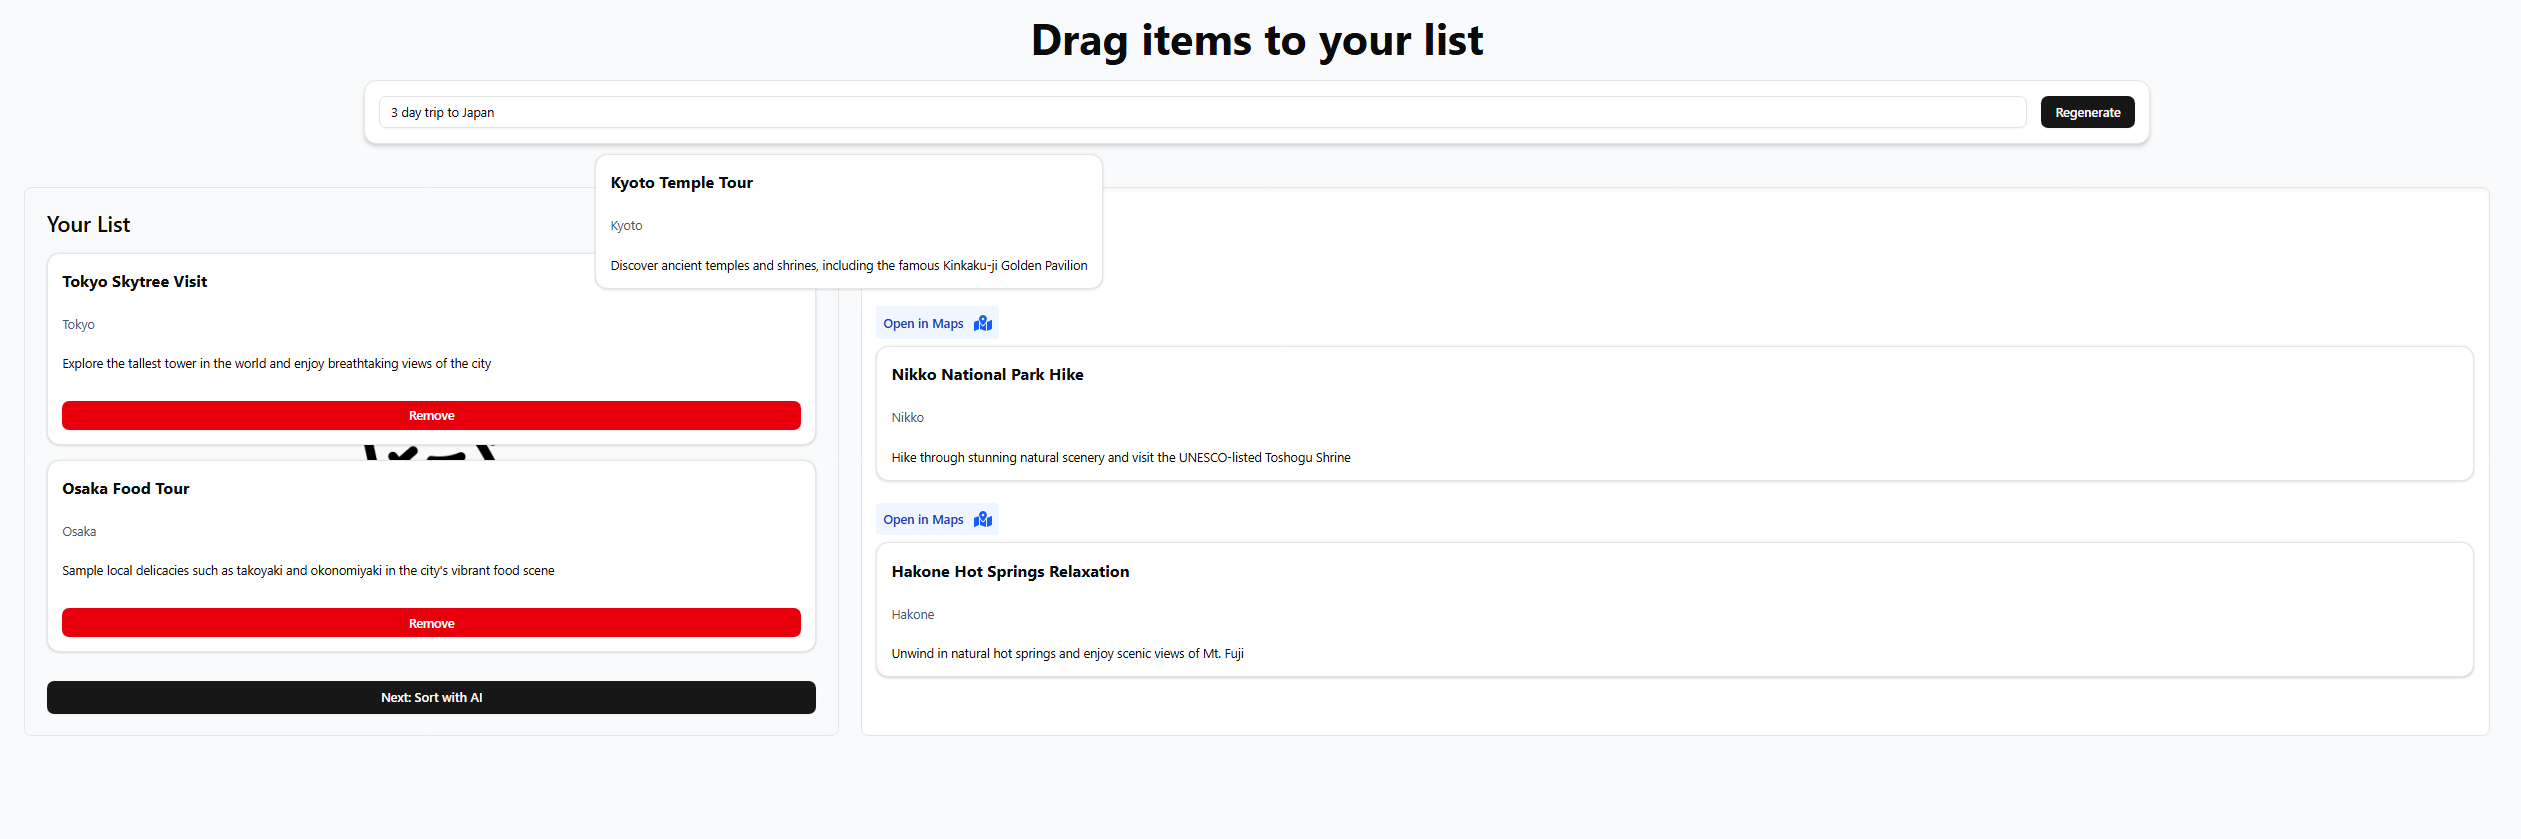 Drag items to your list
3 day trip to Japan
Regenerate
Kyoto Temple Tour
Kyoto
Discover ancient temples and shrines, including the famous Kinkaku-ji Golden Pavilion
Your List
Tokyo Skytree Visit
Tokyo
Explore the tallest tower in the world and enjoy breathtaking views of the city
Remove
Osaka Food Tour
Osaka
Sample local delicacies such as takoyaki and okonomiyaki in the city's vibrant food scene
Remove
Next: Sort with AI
Open in Maps
Nikko National Park Hike
Nikko
Hike through stunning natural scenery and visit the UNESCO-listed Toshogu Shrine
Open in Maps
Hakone Hot Springs Relaxation
Hakone
Unwind in natural hot springs and enjoy scenic views of Mt. Fuji